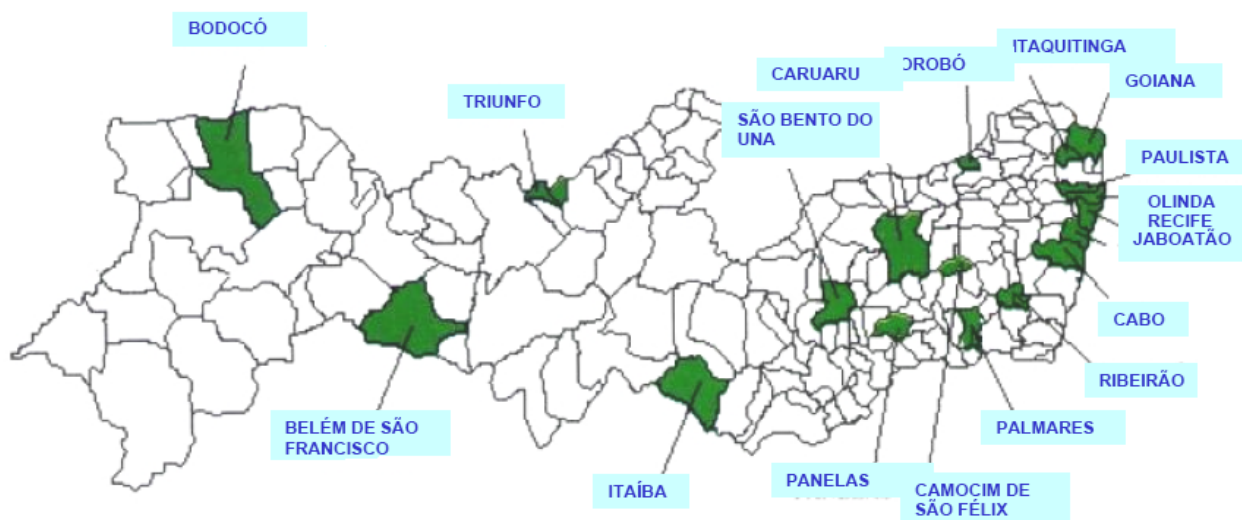 BODOCÓ
TRIUNFO
CARUARU
OROBÓ
ITAQUITINGA
GOIANA
SÃO BENTO DO
UNA
PAULISTA
OLINDA
RECIFE
JABOATÃO
CABO
RIBEIRÃO
PALMARES
BELÉM DE SÃO
FRANCISCO
ITAÍBA
PANELAS
CAMOCIM DE
SÃO FÉLIX